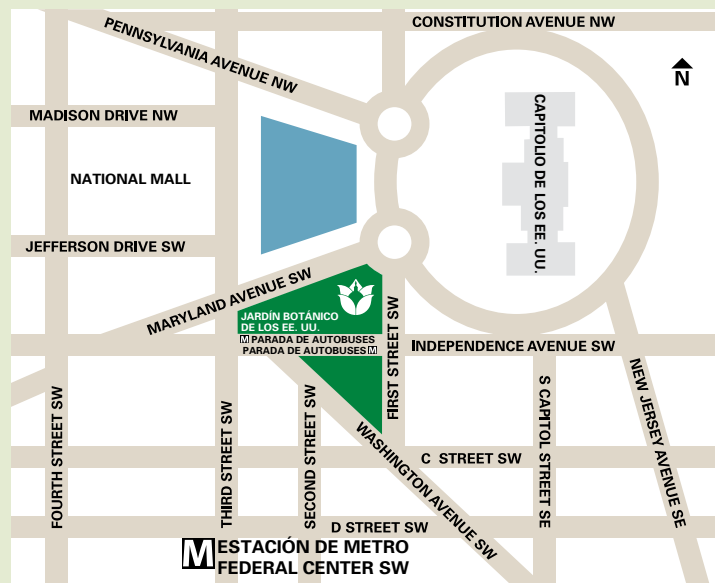 CONSTITUTION AVENUE NW
PENNSYLVANIA AVENUE NW
N
MADISON DRIVE NW
CAPITOLIO DE LOS EE. UU.
NATIONAL MALL
JEFFERSON DRIVE SW
MARYLAND AVENUE SW
JARDÍN BOTÁNICO
DE LOS EE. UU.
M PARADA DE AUTOBUSES
PARADA DE AUTOBUSES M
FIRST STREET SW
INDEPENDENCE AVENUE SW
FOURTH STREET SW
THIRD STREET SW
SECOND STREET SW
WASHINGTON AVENUE SW
C STREET SW
S CAPITOL STREET SE
NEW JERSEY AVENUE SE
D STREET SW
M ESTACIÓN DE METRO
FEDERAL CENTER SW